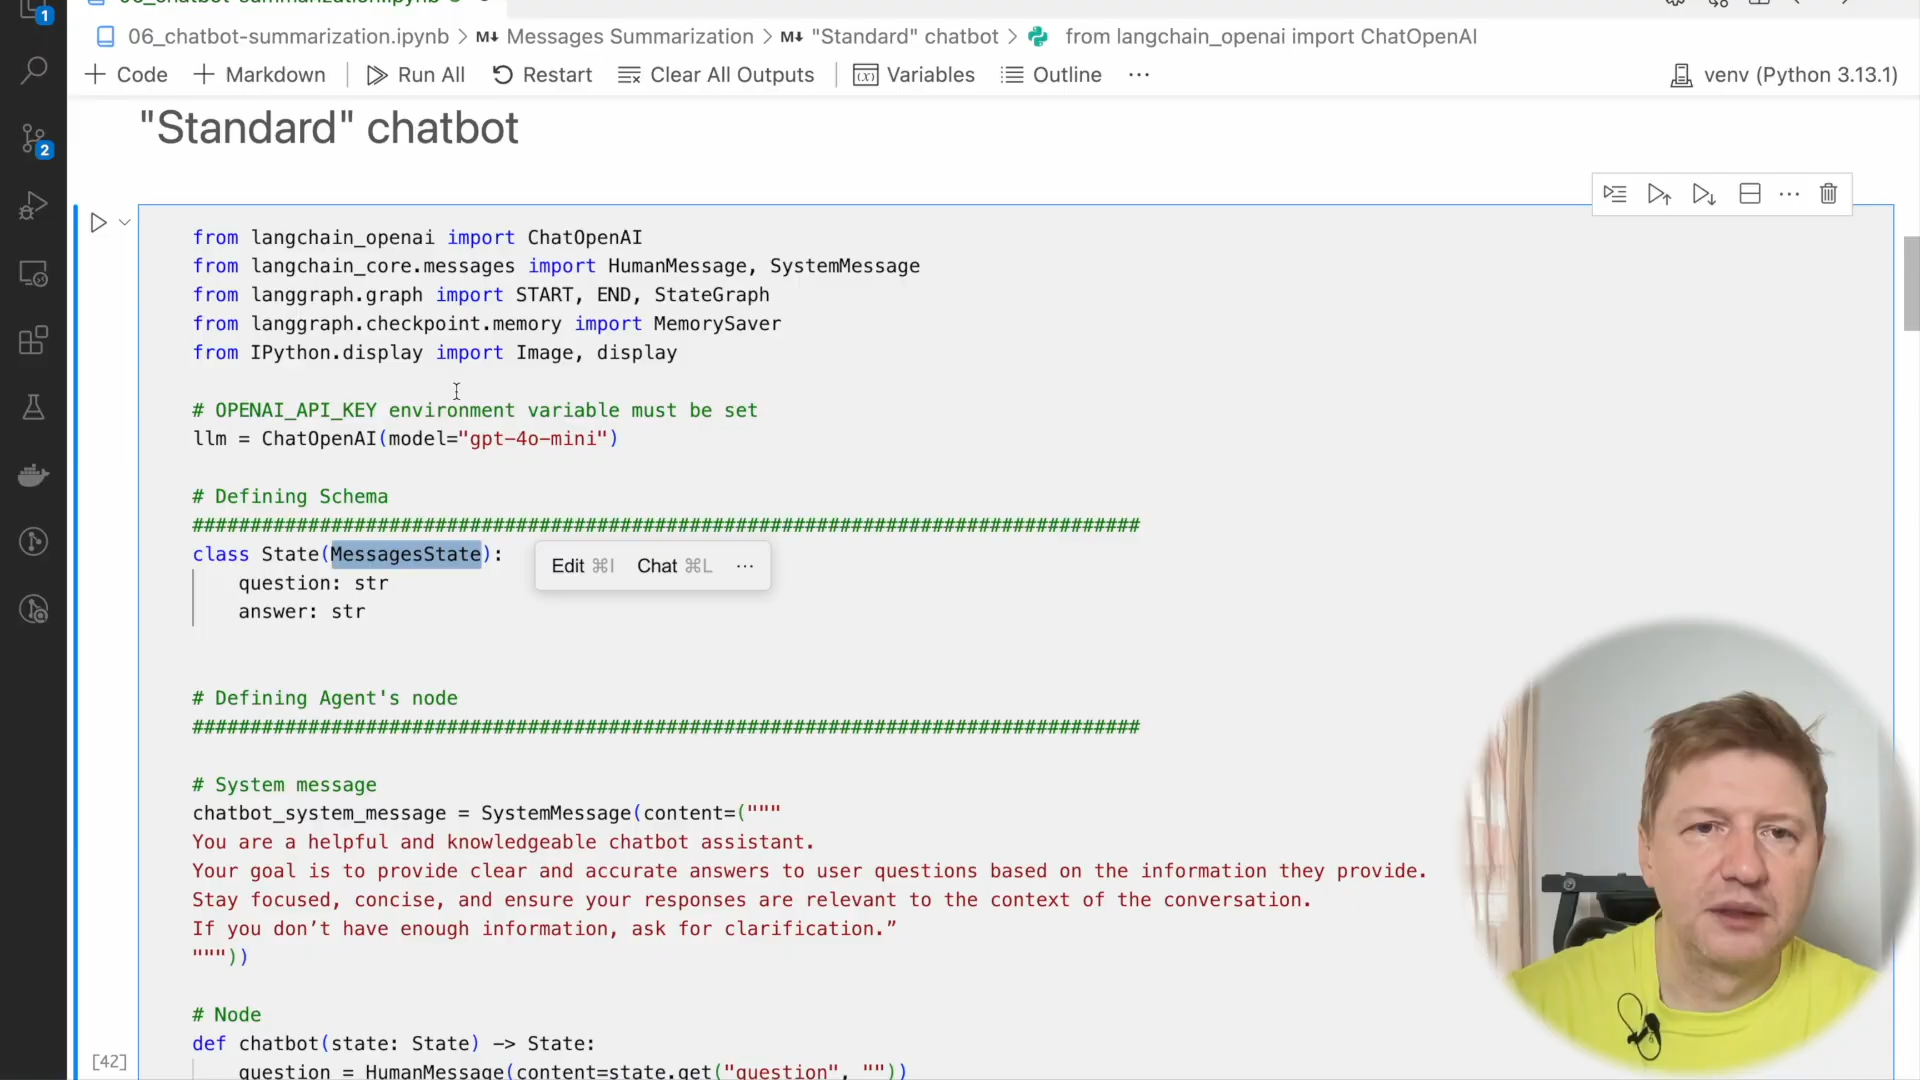 1
06_chatbot-summarization.ipynb
06_chatbot-summarization.ipynb > M↓ Messages Summarization > M↓ "Standard" chatbot > from langchain_openai import ChatOpenAI
+ Code + Markdown | Run All Restart Clear All Outputs | Variables Outline ··· venv (Python 3.13.1)
"Standard" chatbot
2
from langchain_openai import ChatOpenAI
from langchain_core.messages import HumanMessage, SystemMessage
from langgraph.graph import START, END, StateGraph
from langgraph.checkpoint.memory import MemorySaver
from IPython.display import Image, display
# OPENAI_API_KEY environment variable must be set
llm = ChatOpenAI(model="gpt-4o-mini")
# Defining Schema
##################################################################################
class State(MessagesState):
Edit ⌘I Chat ⌘L ···
question: str
answer: str
# Defining Agent's node
##################################################################################
# System message
chatbot_system_message = SystemMessage(content=("""
You are a helpful and knowledgeable chatbot assistant.
Your goal is to provide clear and accurate answers to user questions based on the information they provide.
Stay focused, concise, and ensure your responses are relevant to the context of the conversation.
If you don’t have enough information, ask for clarification.”
"""))
# Node
def chatbot(state: State) -> State:
question = HumanMessage(content=state.get("question", ""))
[42]